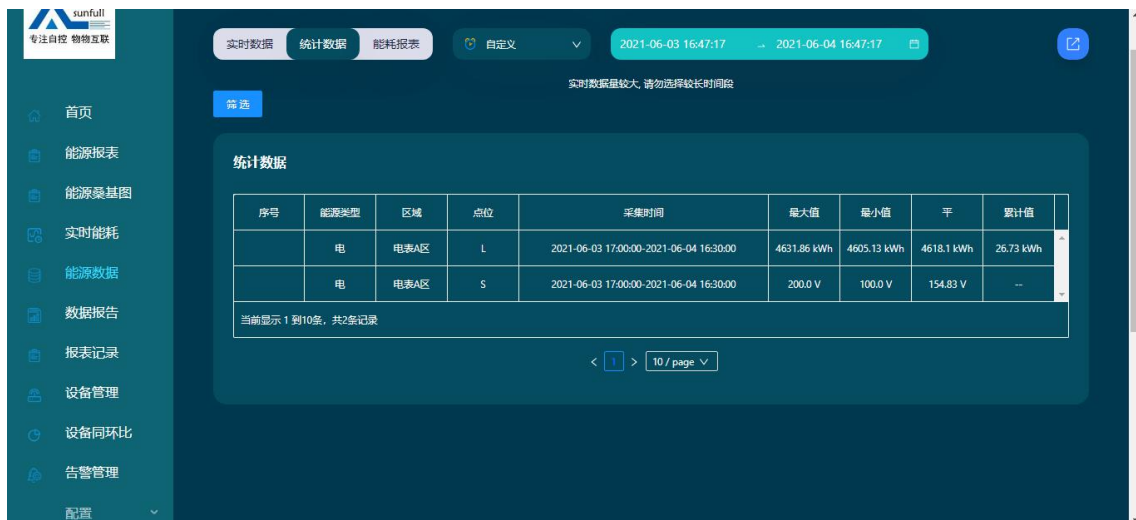 sunfull
专注自控 物物互联
首页
能源报表
能源桑基图
实时能耗
能源数据
数据报告
报表记录
设备管理
设备同环比
告警管理
配置
实时数据 统计数据 能耗报表 自定义 2021-06-03 16:47:17 → 2021-06-04 16:47:17
实时数据量较大, 请勿选择较长时间段
筛 选
统计数据
序号 能源类型 区域 点位 采集时间 最大值 最小值 平 累计值
电 电表A区 L 2021-06-03 17:00:00-2021-06-04 16:30:00 4631.86 kWh 4605.13 kWh 4618.1 kWh 26.73 kWh
电 电表A区 S 2021-06-03 17:00:00-2021-06-04 16:30:00 200.0 V 100.0 V 154.83 V --
当前显示 1 到10条，共2条记录
< 1 > 10 / page